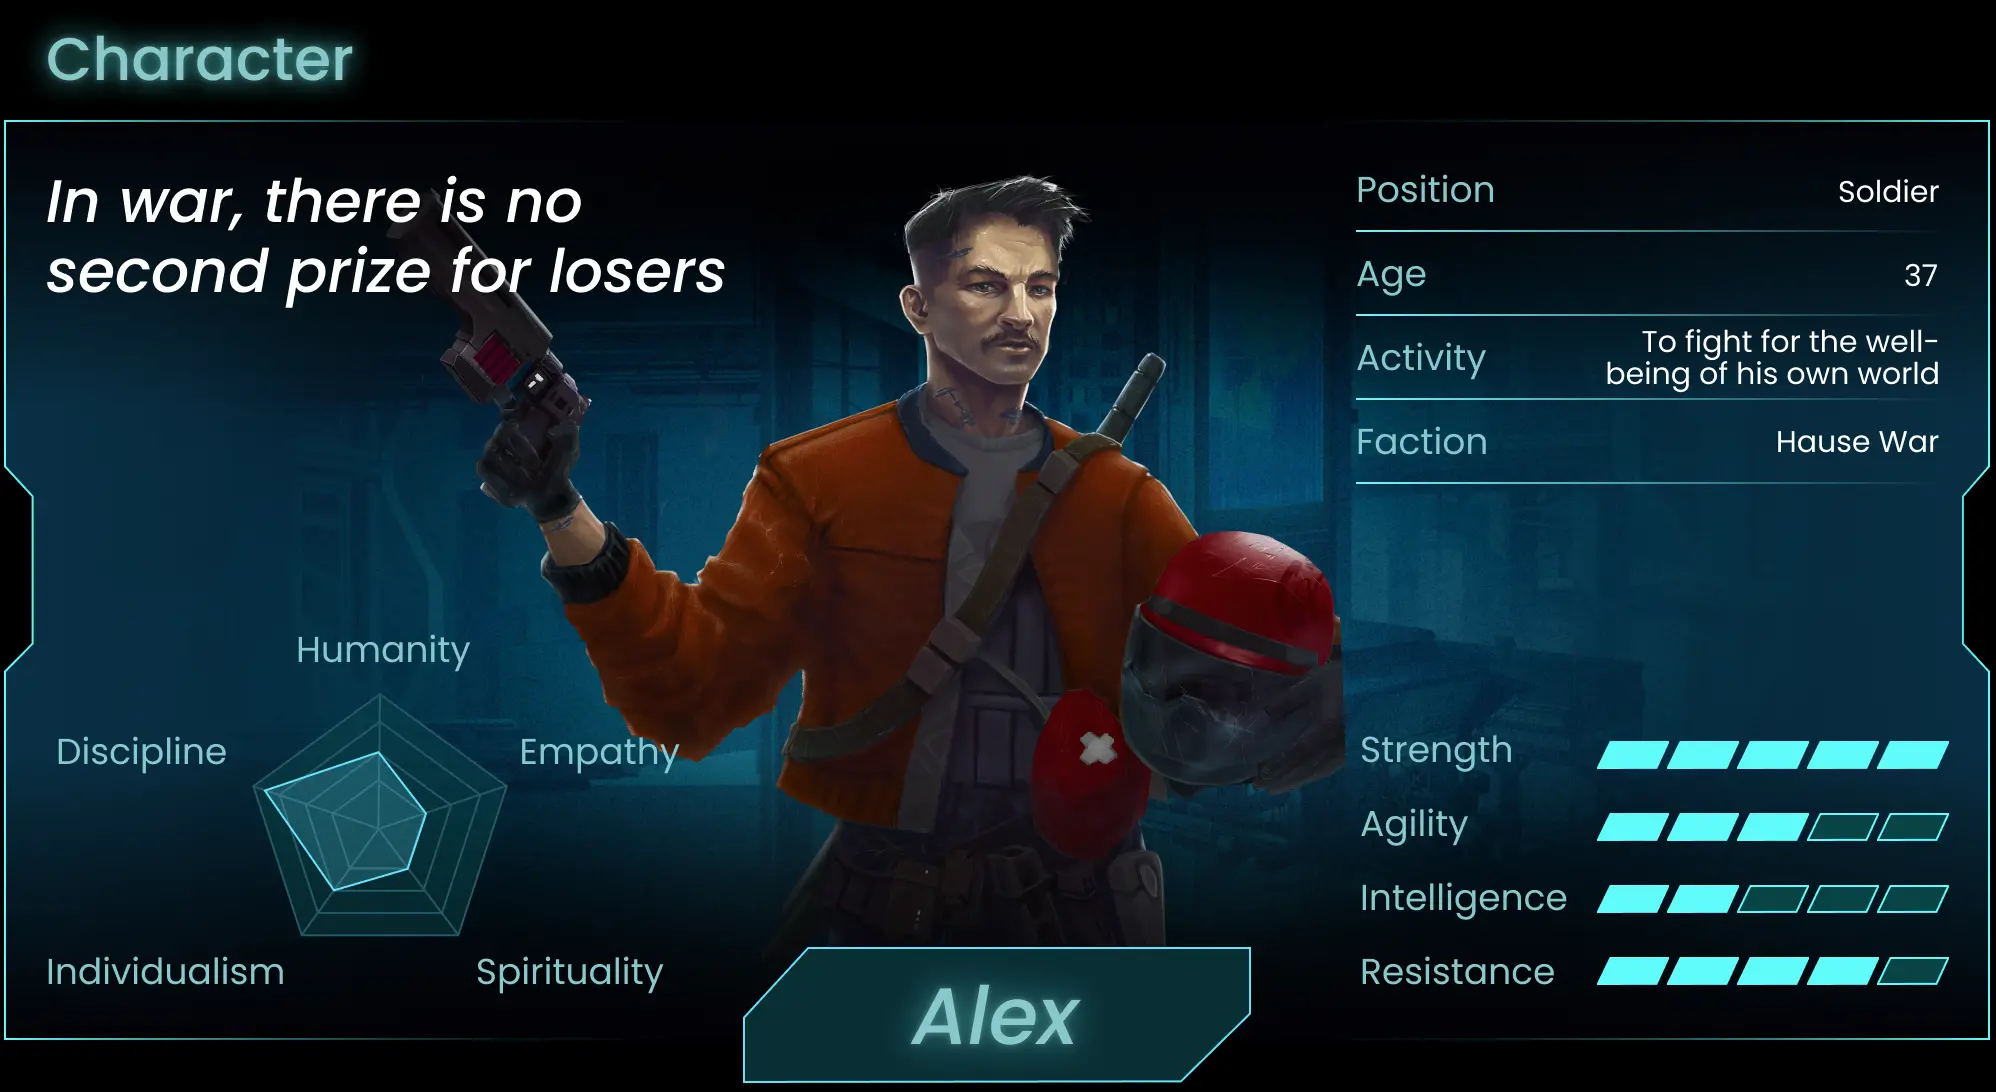 Character
In war, there is no
second prize for losers
Position Soldier
Age 37
Activity To fight for the well-
being of his own world
Faction Hause War
Humanity
Discipline
Empathy
Individualism
Spirituality
Strength
Agility
Intelligence
Resistance
Alex